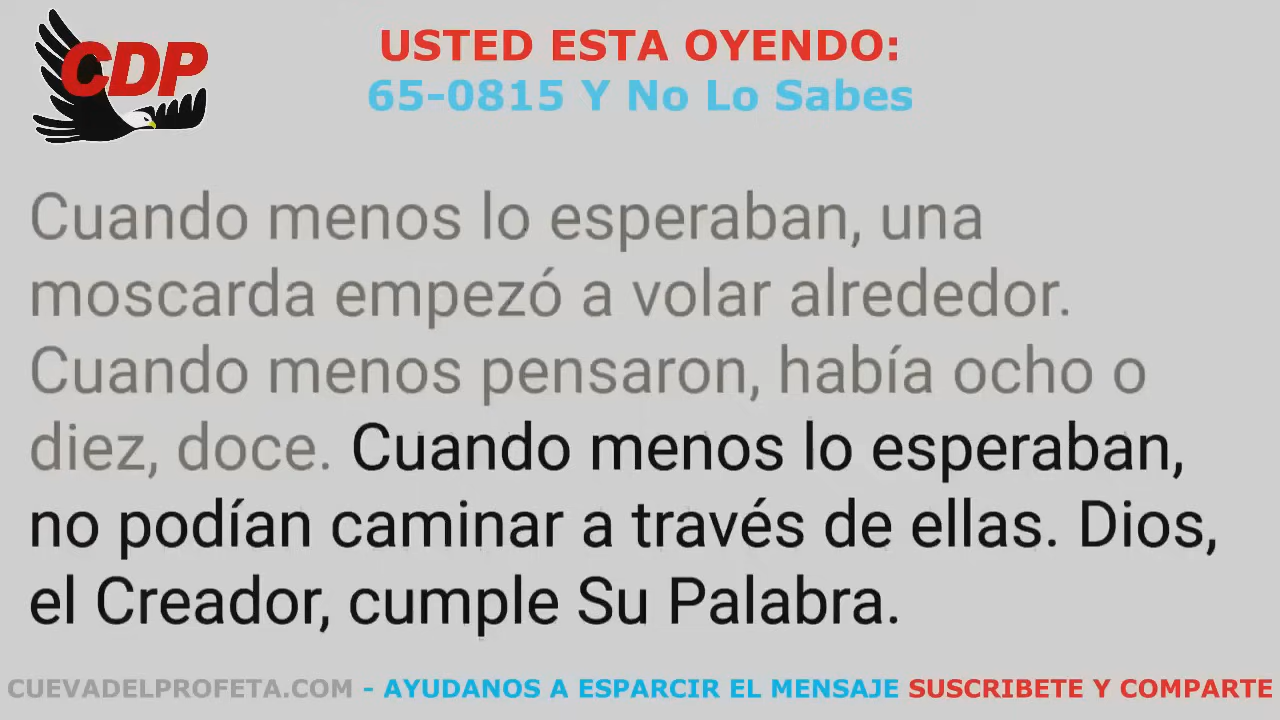 CDP
USTED ESTA OYENDO:
65-0815 Y No Lo Sabes
Cuando menos lo esperaban, una
moscarda empezó a volar alrededor.
Cuando menos pensaron, había ocho o
diez, doce. Cuando menos lo esperaban,
no podían caminar a través de ellas. Dios,
el Creador, cumple Su Palabra.
CUEVADELPROFETA.COM - AYUDANOS A ESPARCIR EL MENSAJE SUSCRIBETE Y COMPARTE